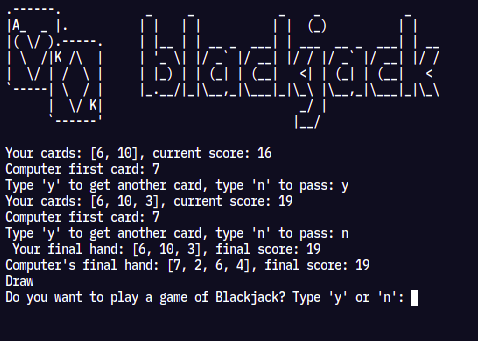 A
K
K
blackjack
Your cards: [6, 10], current score: 16
Computer first card: 7
Type 'y' to get another card, type 'n' to pass: y
Your cards: [6, 10, 3], current score: 19
Computer first card: 7
Type 'y' to get another card, type 'n' to pass: n
Your final hand: [6, 10, 3], final score: 19
Computer's final hand: [7, 2, 6, 4], final score: 19
Draw
Do you want to play a game of Blackjack? Type 'y' or 'n':